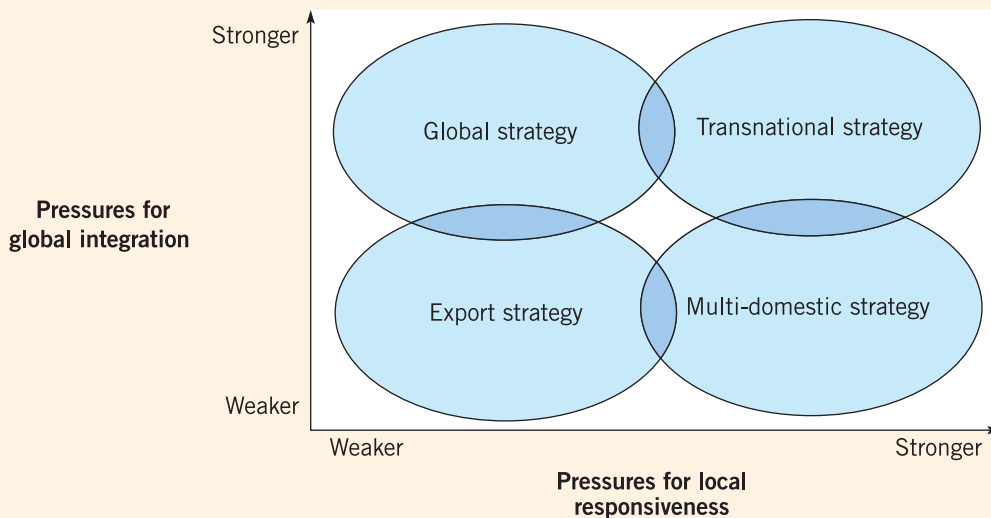 Stronger
Global strategy
Transnational strategy
Pressures for
global integration
Export strategy
Multi-domestic strategy
Weaker
Weaker
Stronger
Pressures for local
responsiveness